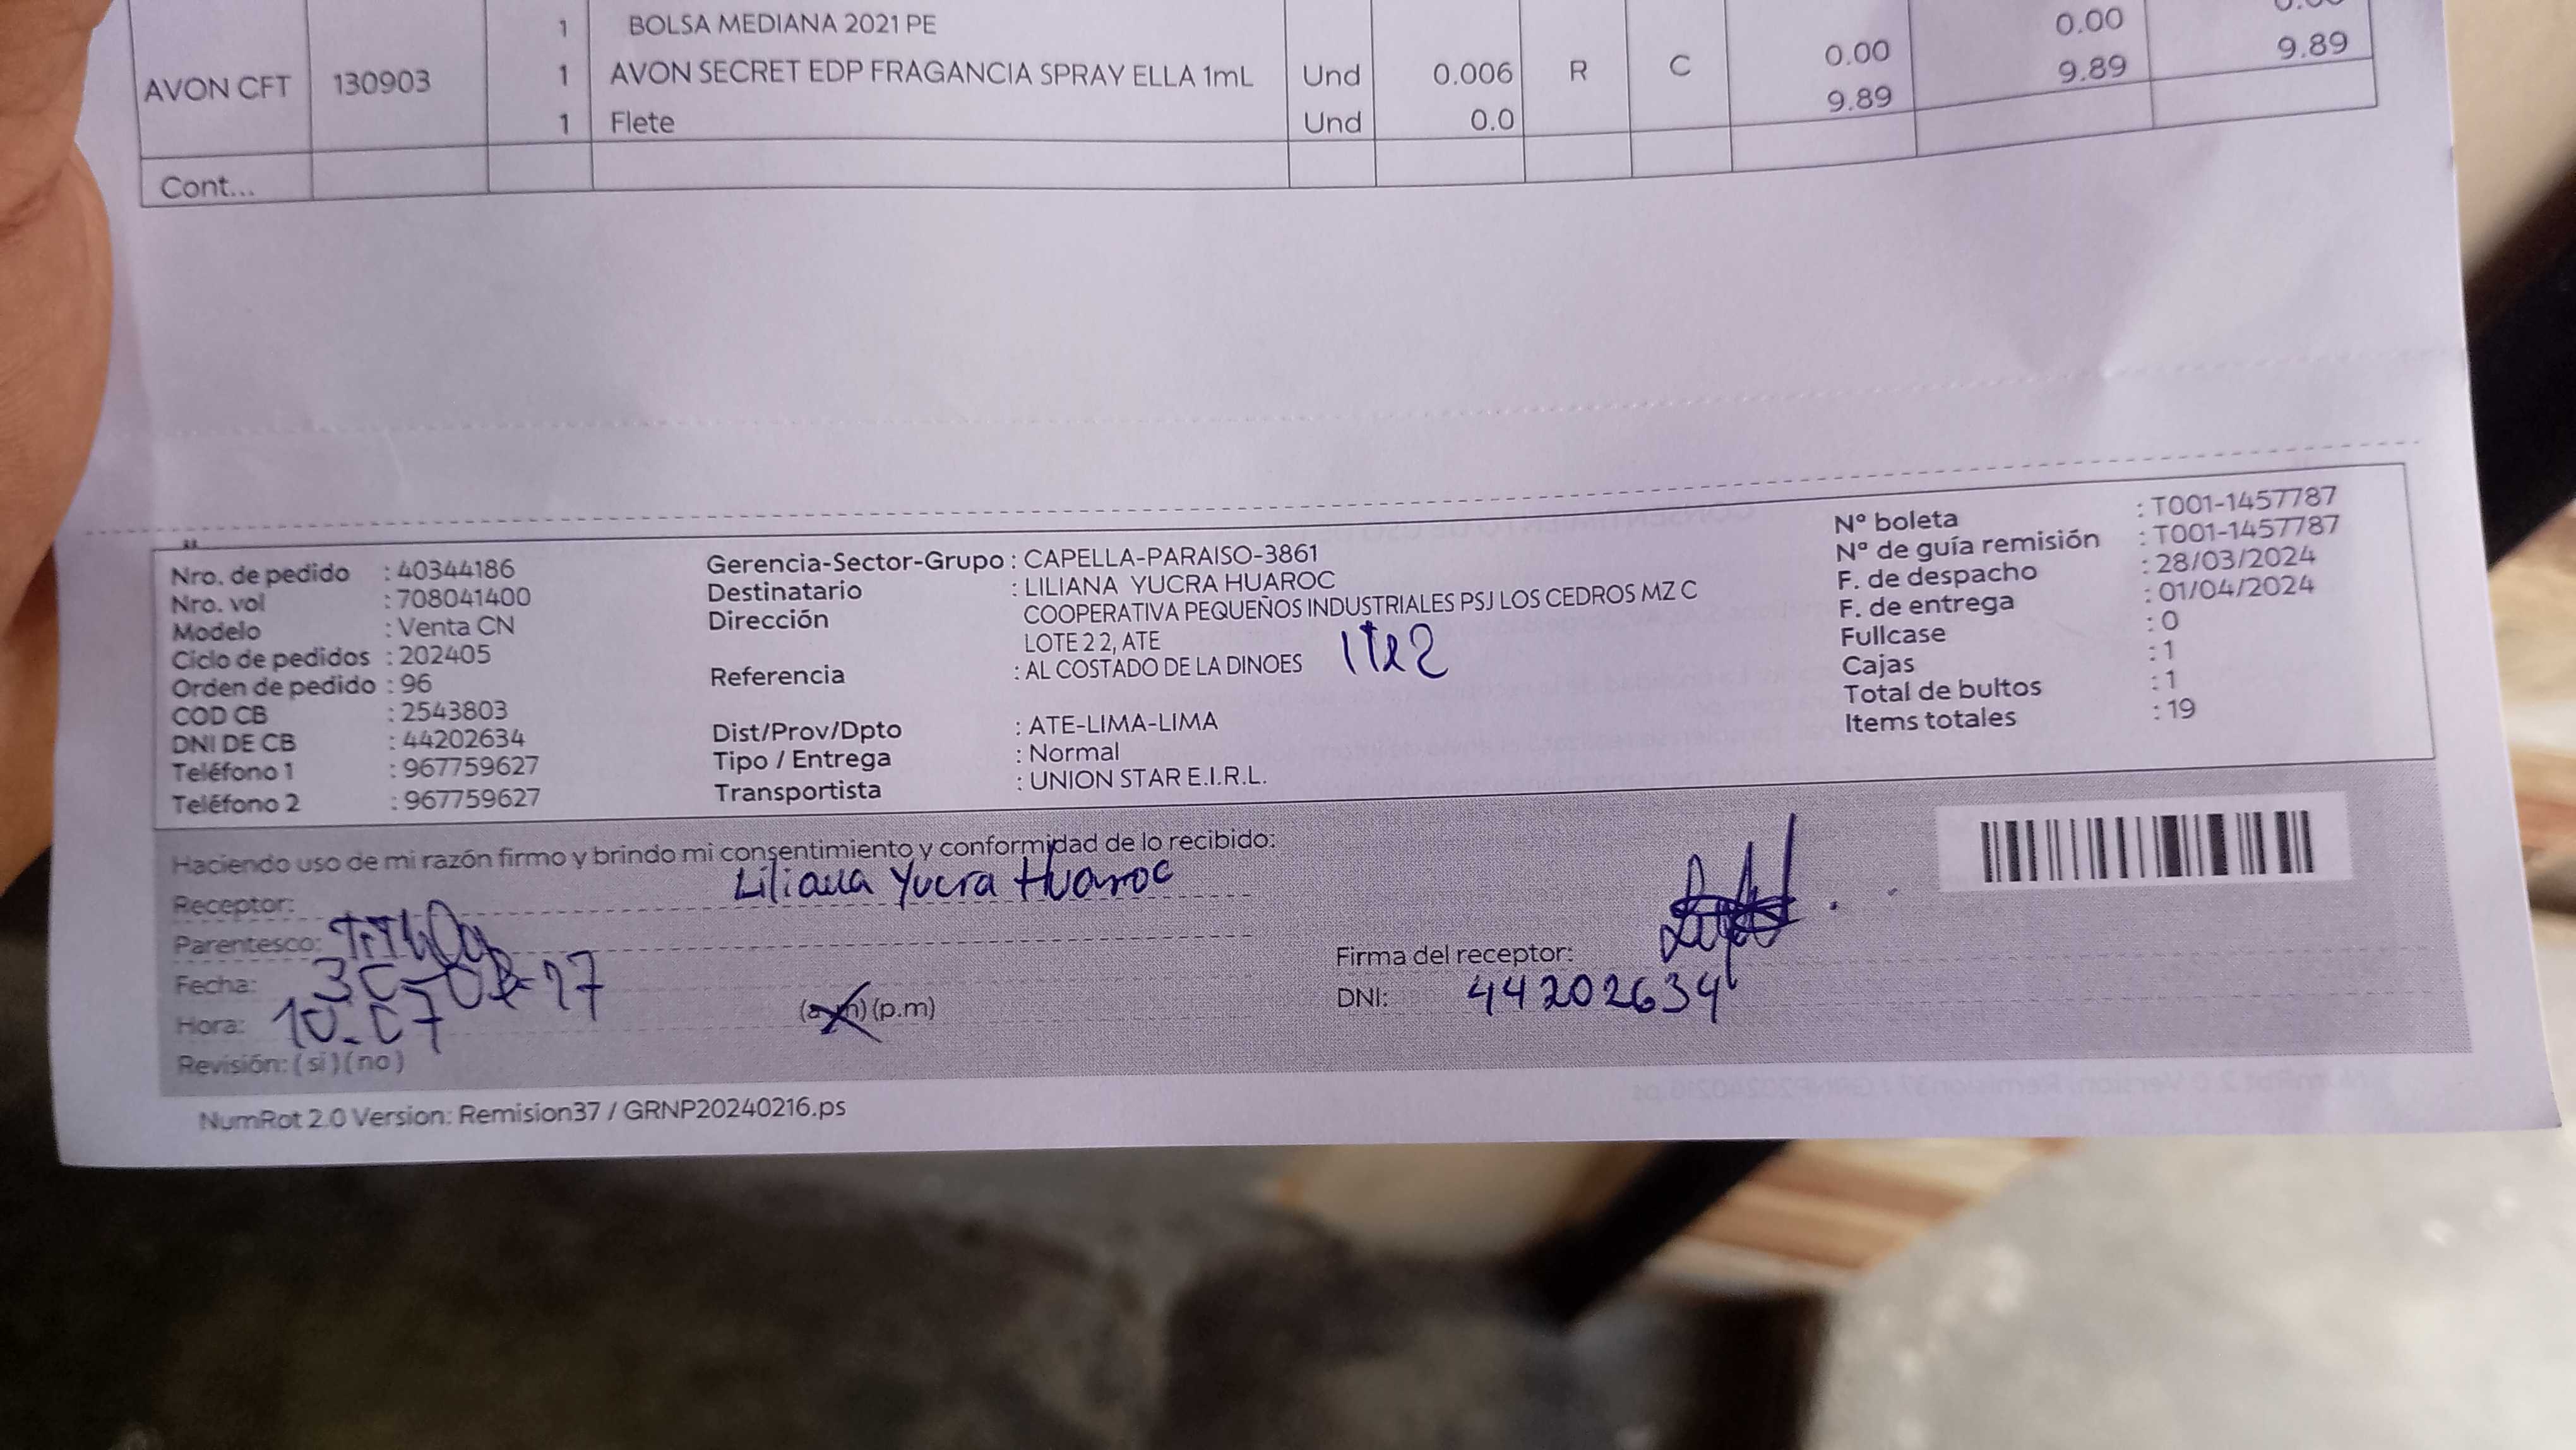 1 BOLSA MEDIANA 2021 PE 0.00
AVON CFT 130903 1 AVON SECRET EDP FRAGANCIA SPRAY ELLA 1mL Und 0.006 R C 0.00 9.89 9.89
1 Flete Und 0.0 9.89
Cont...
Nro. de pedido : 40344186
Nro. vol : 708041400
Modelo : Venta CN
Ciclo de pedidos : 202405
Orden de pedido : 96
COD CB : 2543803
DNI DE CB : 44202634
Teléfono 1 : 967759627
Teléfono 2 : 967759627
Gerencia-Sector-Grupo : CAPELLA-PARAISO-3861
Destinatario : LILIANA YUCRA HUAROC
Dirección COOPERATIVA PEQUEÑOS INDUSTRIALES PSJ LOS CEDROS MZ C
LOTE 2 2, ATE
Referencia : AL COSTADO DE LA DINOES
Dist/Prov/Dpto : ATE-LIMA-LIMA
Tipo / Entrega : Normal
Transportista : UNION STAR E.I.R.L.
Nº boleta : T001-1457787
Nº de guía remisión : T001-1457787
F. de despacho : 28/03/2024
F. de entrega : 01/04/2024
Fullcase : 0
Cajas : 1
Total de bultos : 1
Items totales : 19
Haciendo uso de mi razón firmo y brindo mi consentimiento y conformidad de lo recibido:
Receptor: Liliana Yucra Huaroc
Parentesco:
Fecha:
Hora: 10:07 (a.m) (p.m)
Revisión: (si) (no)
Firma del receptor:
DNI: 44202634
NumRot 2.0 Version: Remision37 / GRNP20240216.ps